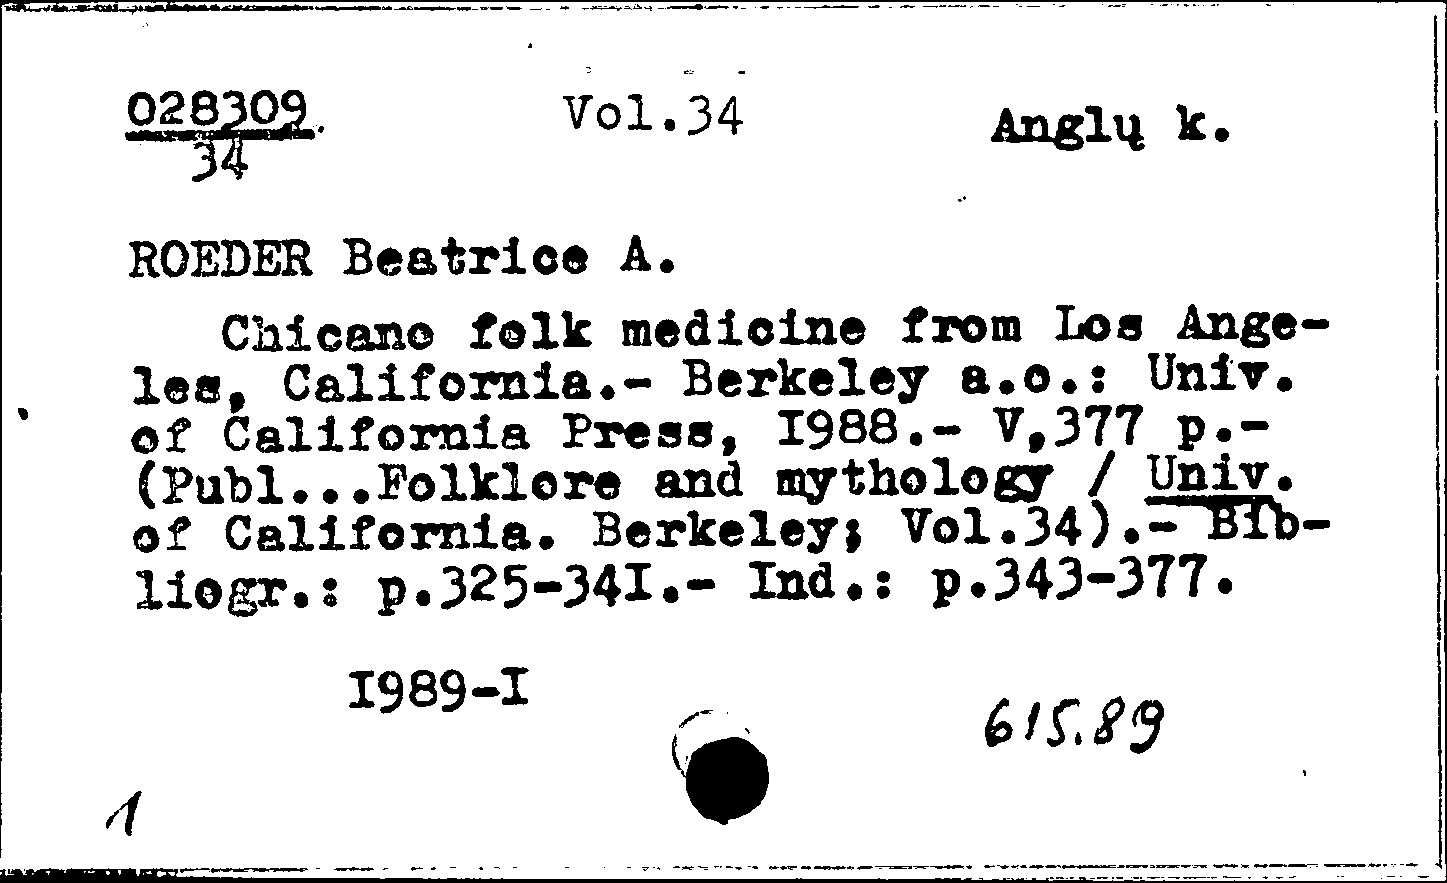 028309 Vol.34 Anglų k.
34
ROEDER Beatrice A.
Chicano folk medicine from Los Ange-
les, California.- Berkeley a.o.: Univ.
of California Press, I988.- V,377 p.-
(Publ...Folklore and mythology / Univ.
of California. Berkeley; Vol.34).- Bib-
liogr.: p.325-34I.- Ind.: p.343-377.
I989-I
615.89
1